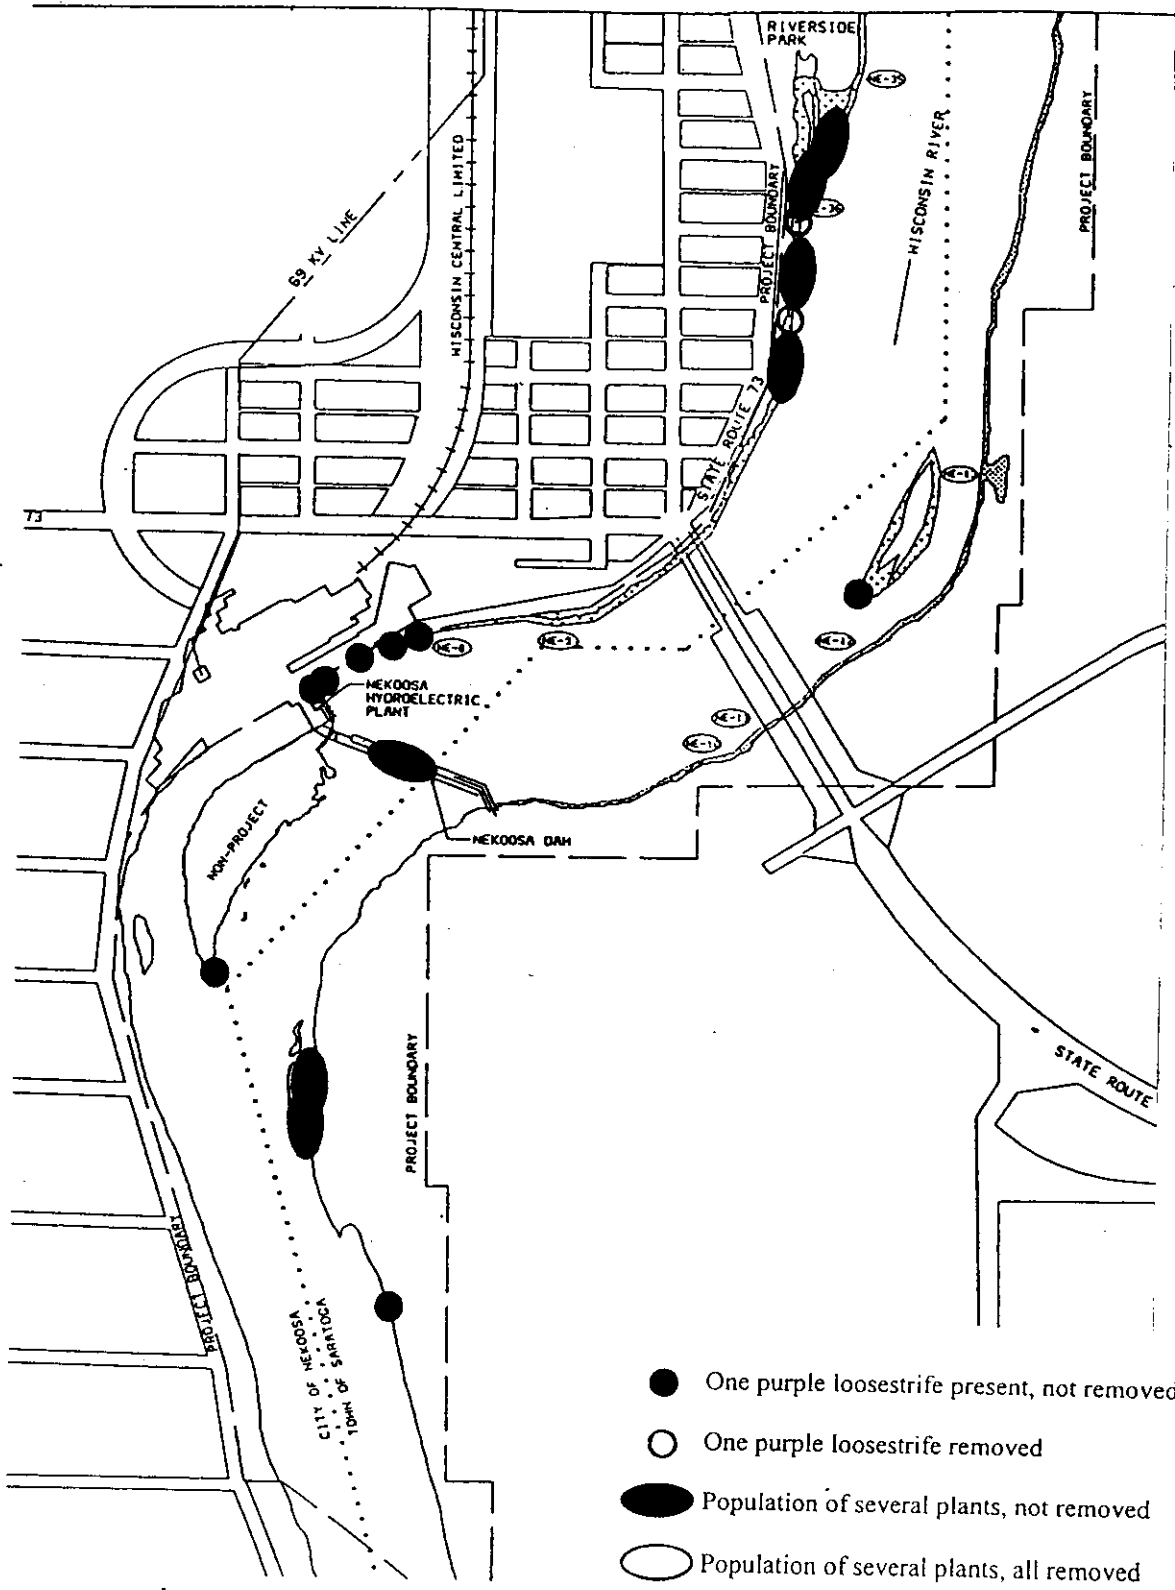 RIVERSIDE
PARK
NE-35
WISCONSIN RIVER
PROJECT BOUNDARY
WISCONSIN CENTRAL LIMITED
69 KV LINE
PROJECT BOUNDARY
STATE ROUTE 73
73
NEKOOSA
HYDROELECTRIC
PLANT
NON-PROJECT
NEKOOSA DAM
PROJECT BOUNDARY
STATE ROUTE
PROJECT BOUNDARY
CITY OF NEKOOSA
TOWN OF SARATOGA
One purple loosestrife present, not removed
One purple loosestrife removed
Population of several plants, not removed
Population of several plants, all removed